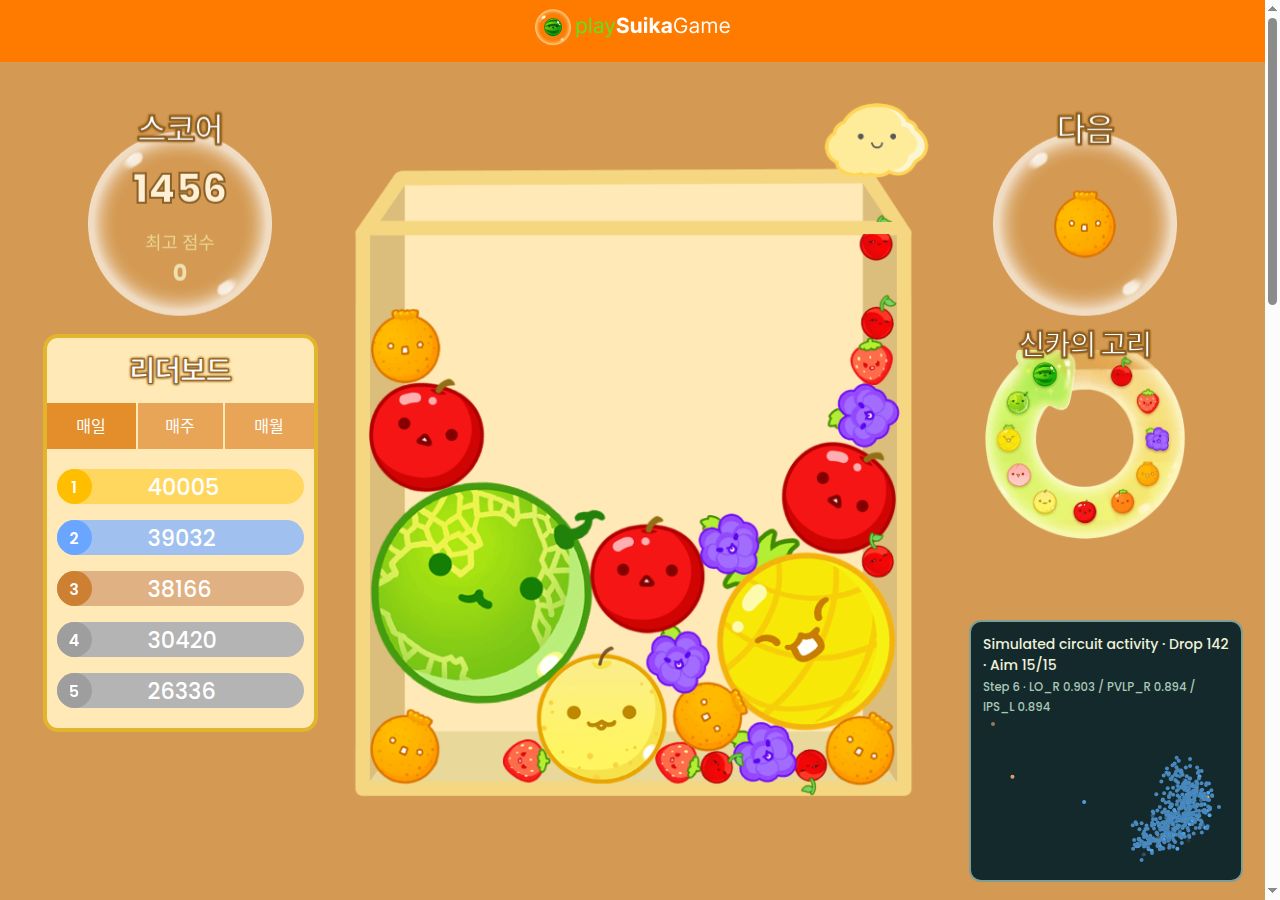 playSuikaGame
스코어
1456
최고 점수
0
다음
신카의 고리
리더보드
매일 매주 매월
1 40005
2 39032
3 38166
4 30420
5 26336
Simulated circuit activity · Drop 142
· Aim 15/15
Step 6 · LO_R 0.903 / PVLP_R 0.894 /
IPS_L 0.894